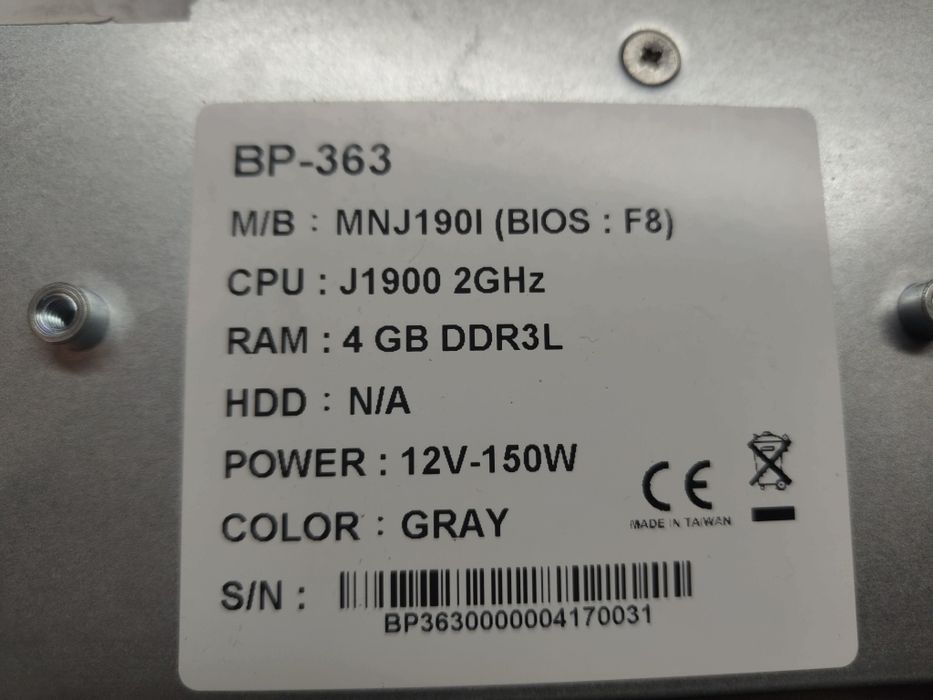 BP-363
M/B : MNJ190I (BIOS : F8)
CPU : J1900 2GHz
RAM : 4 GB DDR3L
HDD : N/A
POWER : 12V-150W
COLOR : GRAY
CE
MADE IN TAIWAN
S/N :
BP3630000004170031